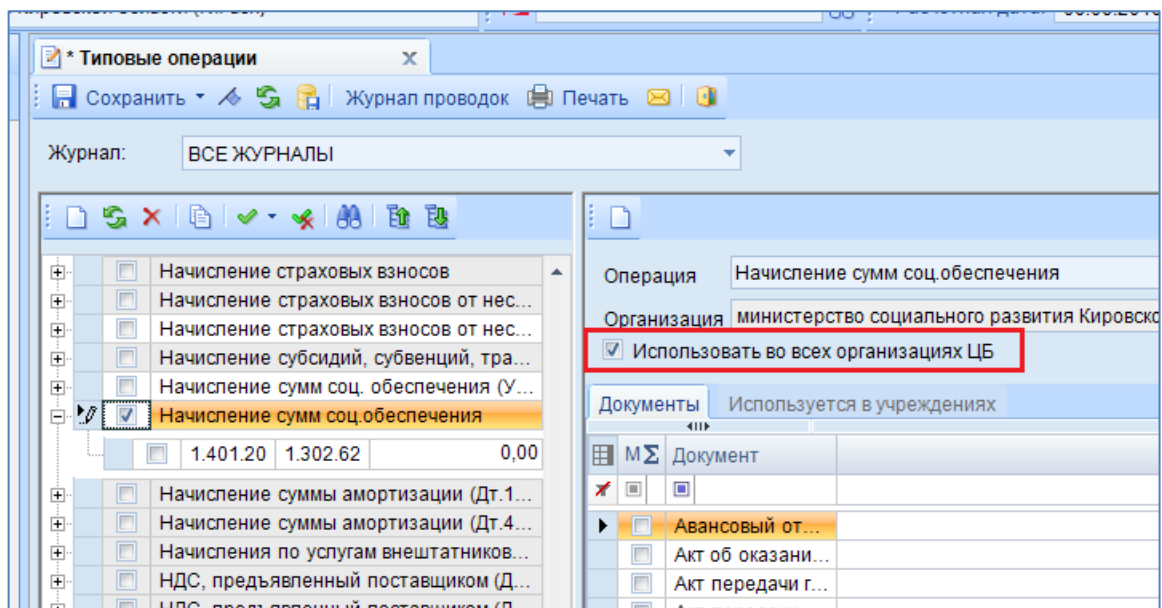 * Типовые операции
Сохранить Журнал проводок Печать
Журнал: ВСЕ ЖУРНАЛЫ
Начисление страховых взносов
Начисление страховых взносов от нес...
Начисление страховых взносов от нес...
Начисление субсидий, субвенций, тра...
Начисление сумм соц. обеспечения (У...
Начисление сумм соц.обеспечения
1.401.20 1.302.62 0,00
Начисление суммы амортизации (Дт.1...
Начисление суммы амортизации (Дт.4...
Начисления по услугам внештатников...
НДС, предъявленный поставщиком (Д...
Операция Начисление сумм соц.обеспечения
Организация министерство социального развития Кировско
Использовать во всех организациях ЦБ
Документы Используется в учреждениях
МΣ Документ
Авансовый от...
Акт об оказани...
Акт передачи г...